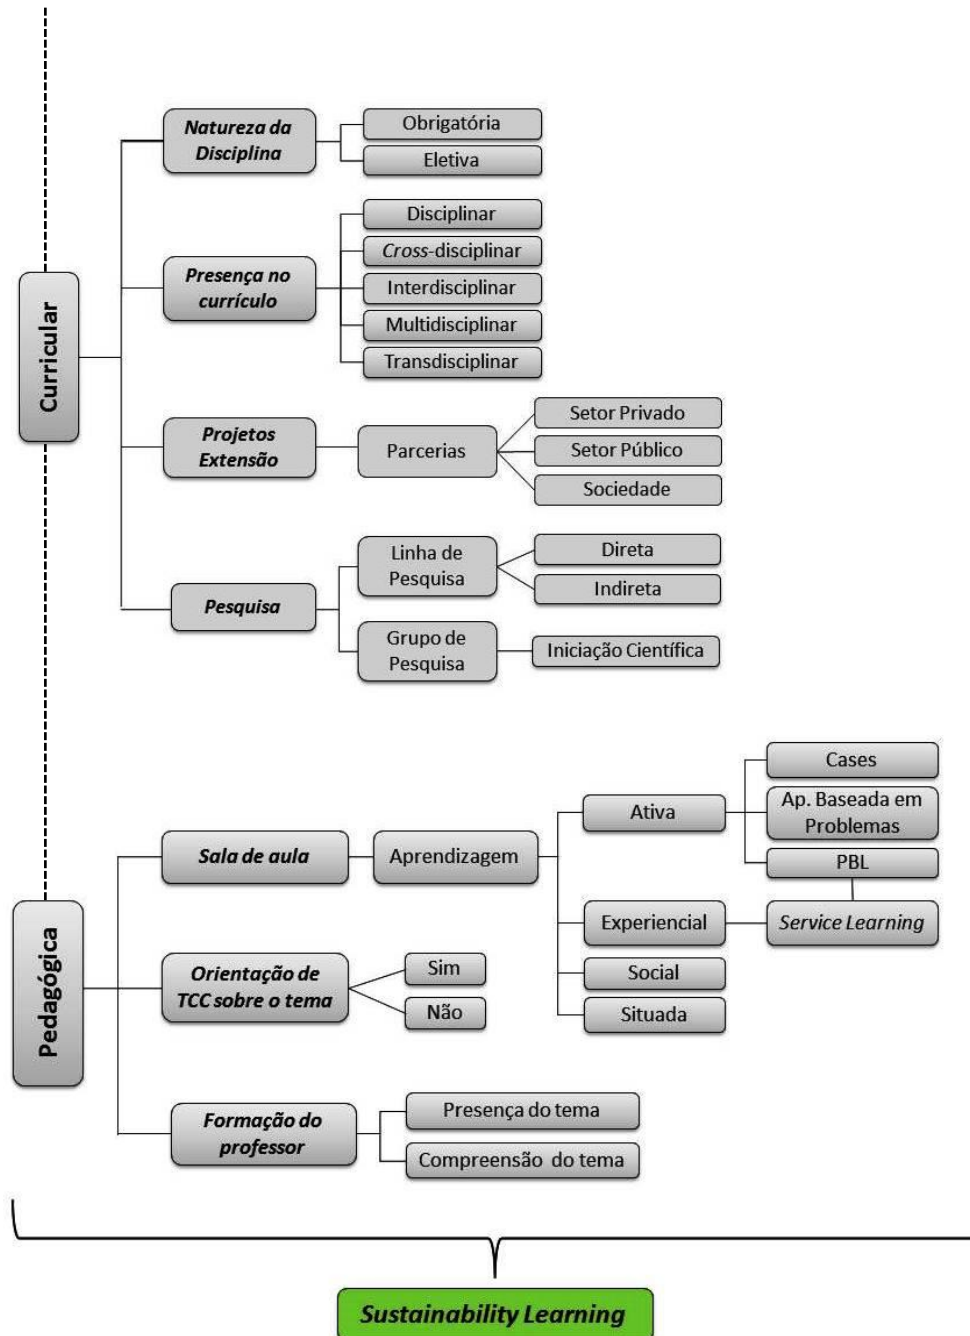 Curricular
Natureza da
Disciplina
Obrigatória
Eletiva
Presença no
currículo
Disciplinar
Cross-disciplinar
Interdisciplinar
Multidisciplinar
Transdisciplinar
Projetos
Extensão
Parcerias
Setor Privado
Setor Público
Sociedade
Pesquisa
Linha de
Pesquisa
Direta
Indireta
Grupo de
Pesquisa
Iniciação Científica
Pedagógica
Sala de aula
Aprendizagem
Ativa
Cases
Ap. Baseada em
Problemas
PBL
Experiencial
Service Learning
Social
Situada
Orientação de
TCC sobre o tema
Sim
Não
Formação do
professor
Presença do tema
Compreensão do tema
Sustainability Learning